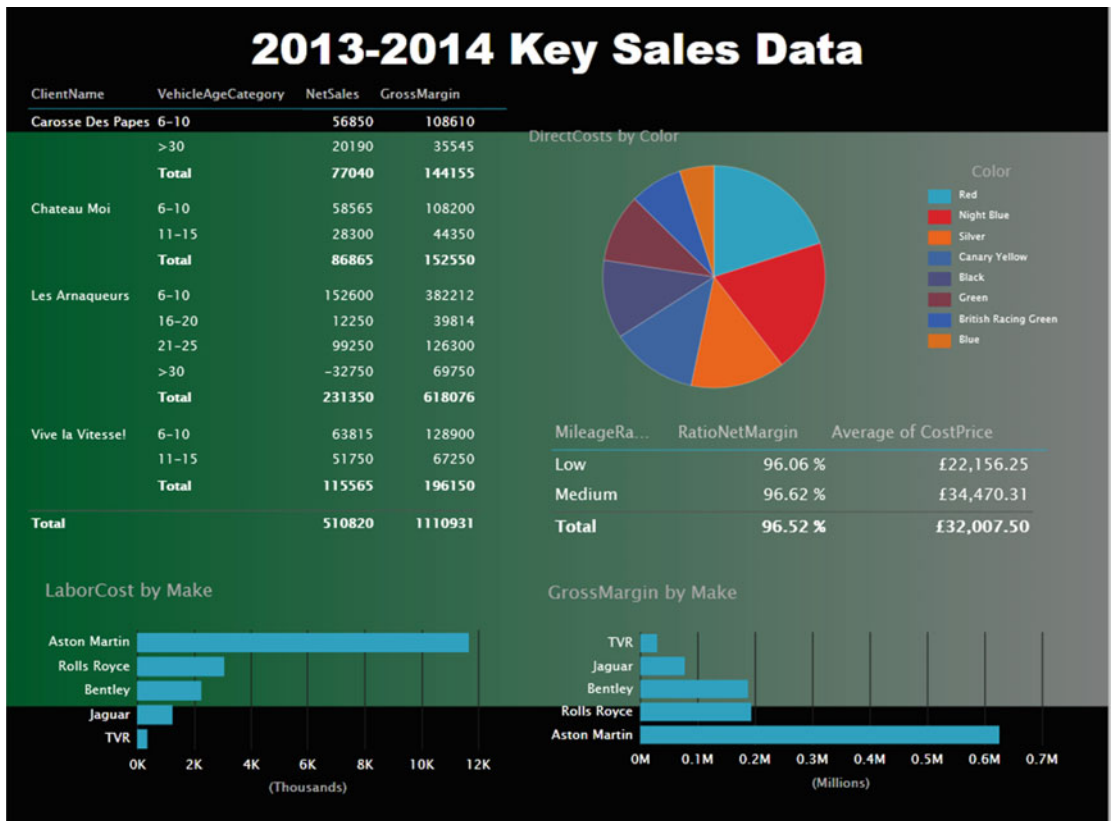 2013-2014 Key Sales Data
ClientName VehicleAgeCategory NetSales GrossMargin
Carosse Des Papes 6-10 56850 108610
>30 20190 35545
Total 77040 144155
Chateau Moi 6-10 58565 108200
11-15 28300 44350
Total 86865 152550
Les Arnaqueurs 6-10 152600 382212
16-20 12250 39814
21-25 99250 126300
>30 -32750 69750
Total 231350 618076
Vive la Vitesse! 6-10 63815 128900
11-15 51750 67250
Total 115565 196150
Total 510820 1110931
DirectCosts by Color
Color
Red
Night Blue
Silver
Canary Yellow
Black
Green
British Racing Green
Blue
MileageRa... RatioNetMargin Average of CostPrice
Low 96.06 % £22,156.25
Medium 96.62 % £34,470.31
Total 96.52 % £32,007.50
LaborCost by Make
Aston Martin
Rolls Royce
Bentley
Jaguar
TVR
0K 2K 4K 6K 8K 10K 12K
(Thousands)
GrossMargin by Make
TVR
Jaguar
Bentley
Rolls Royce
Aston Martin
0M 0.1M 0.2M 0.3M 0.4M 0.5M 0.6M 0.7M
(Millions)